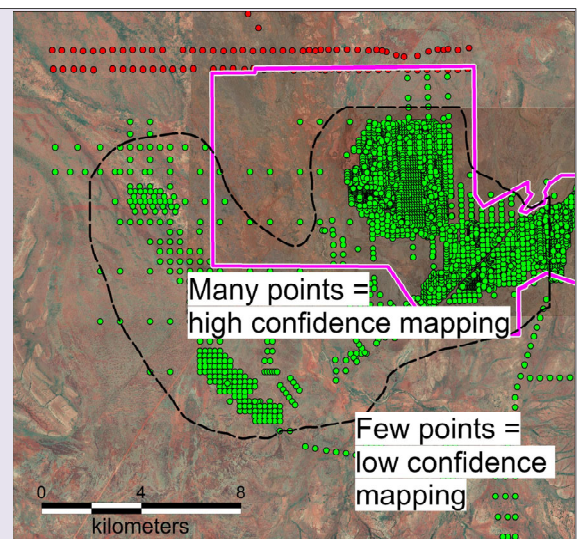 Many points =
high confidence mapping
Few points =
low confidence
mapping
0 4 8
kilometers